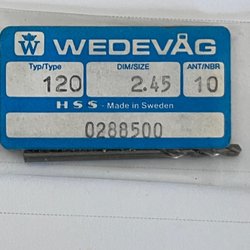 W WEDEVÅG
Typ/Type DIM/SIZE ANT/NBR
120 2.45 10
HSS - Made in Sweden
0288500